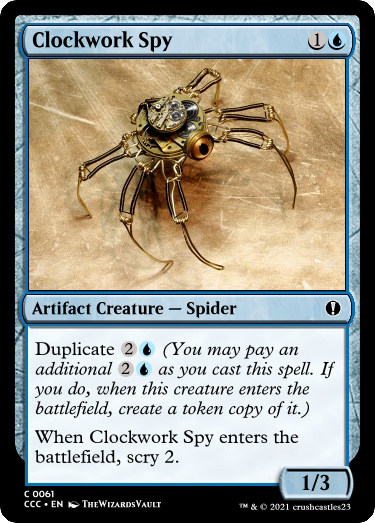 Clockwork Spy 1
Artifact Creature — Spider
Duplicate 2 (You may pay an
additional 2 as you cast this spell. If
you do, when this creature enters the
battlefield, create a token copy of it.)
When Clockwork Spy enters the
battlefield, scry 2.
1/3
C 0061
CCC • EN TheWizardsVault
™ & © 2021 crushcastles23